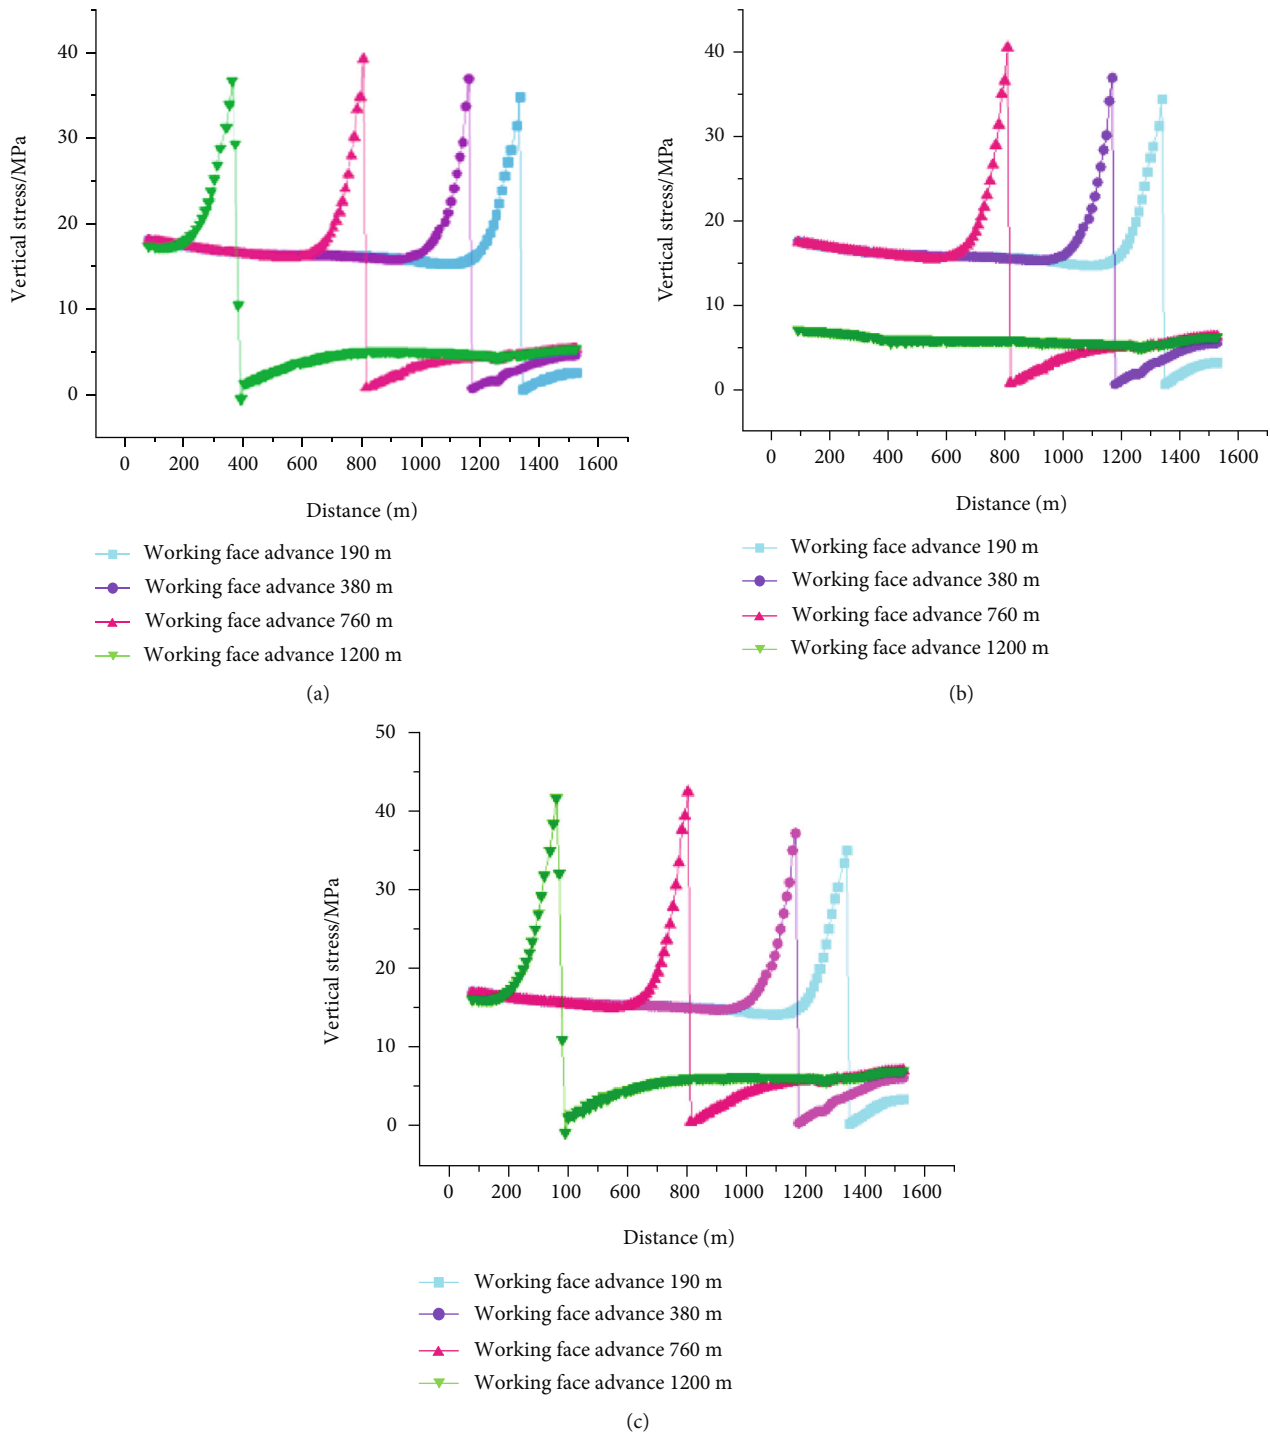 40
30
20
10
0
Vertical stress/MPa
0 200 400 600 800 1000 1200 1400 1600
Distance (m)
Working face advance 190 m
Working face advance 380 m
Working face advance 760 m
Working face advance 1200 m
(a)
40
30
20
10
0
Vertical stress/MPa
0 200 400 600 800 1000 1200 1400 1600
Distance (m)
Working face advance 190 m
Working face advance 380 m
Working face advance 760 m
Working face advance 1200 m
(b)
50
40
30
20
10
0
Vertical stress/MPa
0 200 100 600 800 1000 1200 1400 1600
Distance (m)
Working face advance 190 m
Working face advance 380 m
Working face advance 760 m
Working face advance 1200 m
(c)